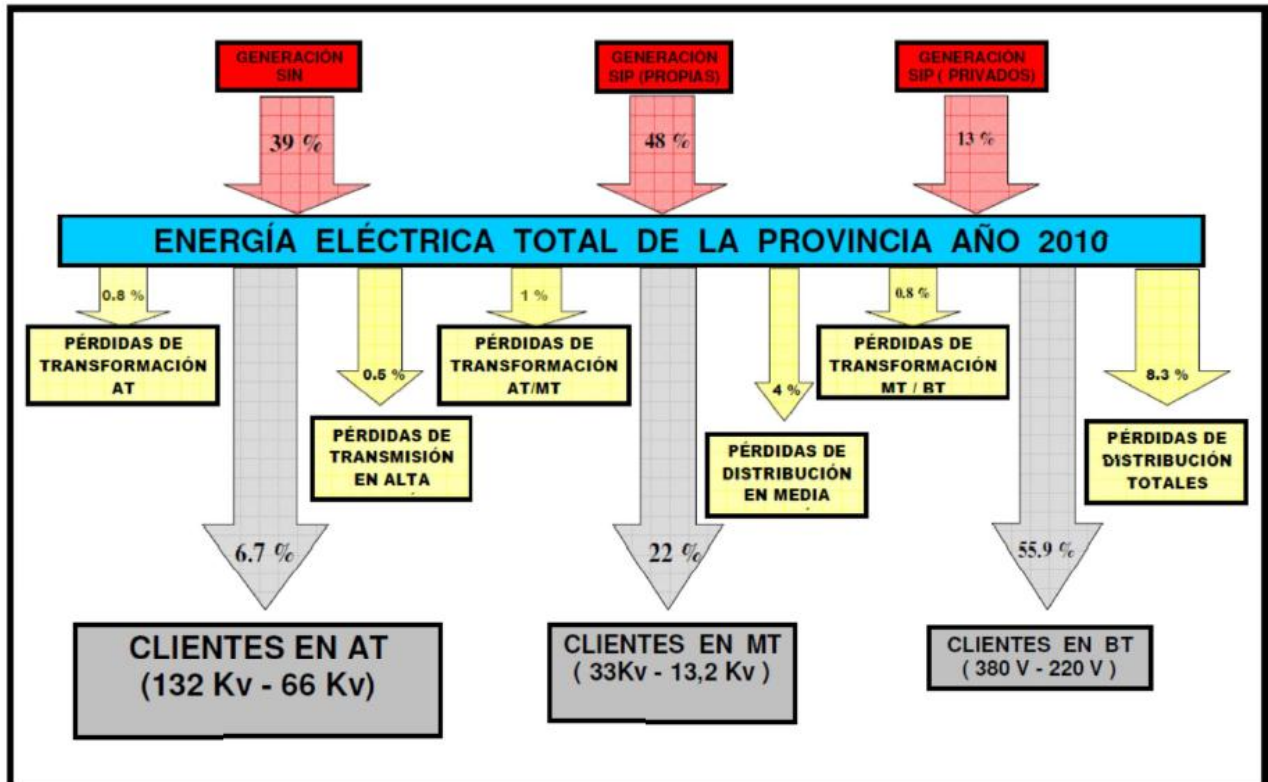 GENERACIÓN
SIN
GENERACIÓN
SIP (PROPIAS)
GENERACIÓN
SIP ( PRIVADOS)
39 %
48 %
13 %
ENERGÍA ELÉCTRICA TOTAL DE LA PROVINCIA AÑO 2010
0.8 %
PÉRDIDAS DE
TRANSFORMACIÓN
AT
0.5 %
PÉRDIDAS DE
TRANSMISIÓN
EN ALTA
1 %
PÉRDIDAS DE
TRANSFORMACIÓN
AT/MT
4 %
PÉRDIDAS DE
DISTRIBUCIÓN
EN MEDIA
0.8 %
PÉRDIDAS DE
TRANSFORMACIÓN
MT / BT
8.3 %
PÉRDIDAS DE
DISTRIBUCIÓN
TOTALES
6.7 %
22 %
55.9 %
CLIENTES EN AT
(132 Kv - 66 Kv)
CLIENTES EN MT
( 33Kv - 13,2 Kv )
CLIENTES EN BT
( 380 V - 220 V )